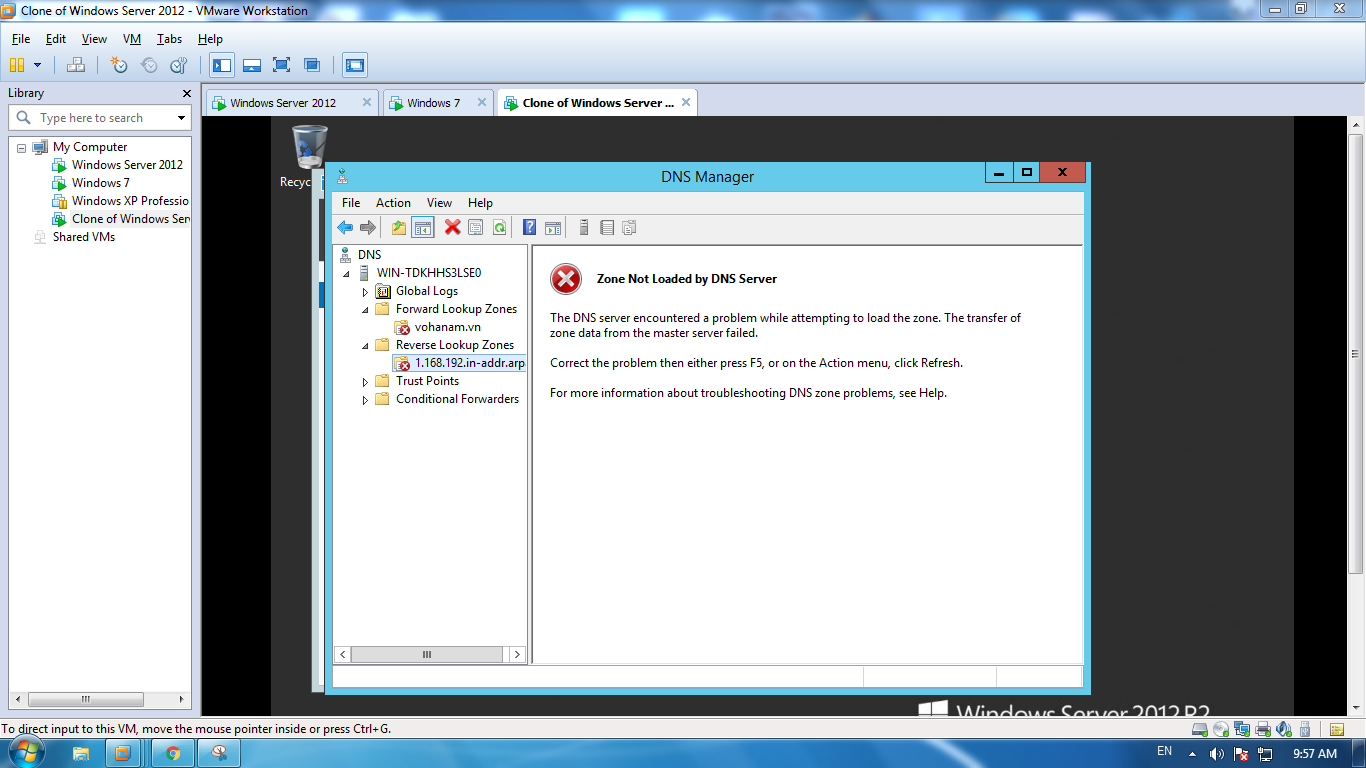 Clone of Windows Server 2012 - VMware Workstation
File Edit View VM Tabs Help
Library
Type here to search
My Computer
Windows Server 2012
Windows 7
Windows XP Professio
Clone of Windows Ser
Shared VMs
Windows Server 2012
Windows 7
Clone of Windows Server ...
Recyc
DNS Manager
File Action View Help
DNS
WIN-TDKHHS3LSE0
Global Logs
Forward Lookup Zones
vohanam.vn
Reverse Lookup Zones
1.168.192.in-addr.arp
Trust Points
Conditional Forwarders
Zone Not Loaded by DNS Server
The DNS server encountered a problem while attempting to load the zone. The transfer of
zone data from the master server failed.
Correct the problem then either press F5, or on the Action menu, click Refresh.
For more information about troubleshooting DNS zone problems, see Help.
Windows Server 2012 R2
To direct input to this VM, move the mouse pointer inside or press Ctrl+G.
EN
9:57 AM